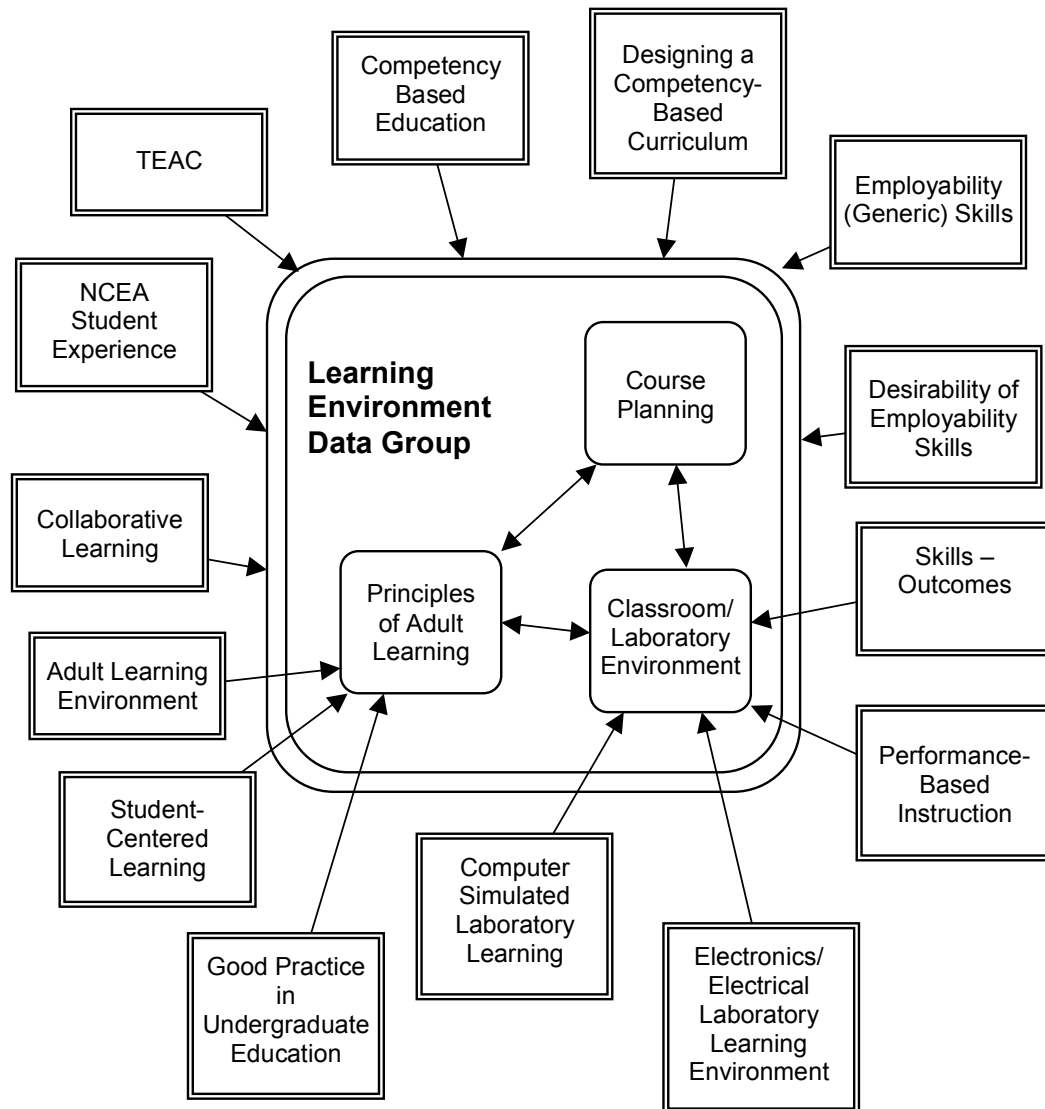 Competency
Based
Education
Designing a
Competency-
Based
Curriculum
TEAC
Employability
(Generic) Skills
NCEA
Student
Experience
Learning
Environment
Data Group
Course
Planning
Desirability of
Employability
Skills
Collaborative
Learning
Skills –
Outcomes
Principles
of Adult
Learning
Classroom/
Laboratory
Environment
Adult Learning
Environment
Performance-
Based
Instruction
Student-
Centered
Learning
Computer
Simulated
Laboratory
Learning
Good Practice
in
Undergraduate
Education
Electronics/
Electrical
Laboratory
Learning
Environment